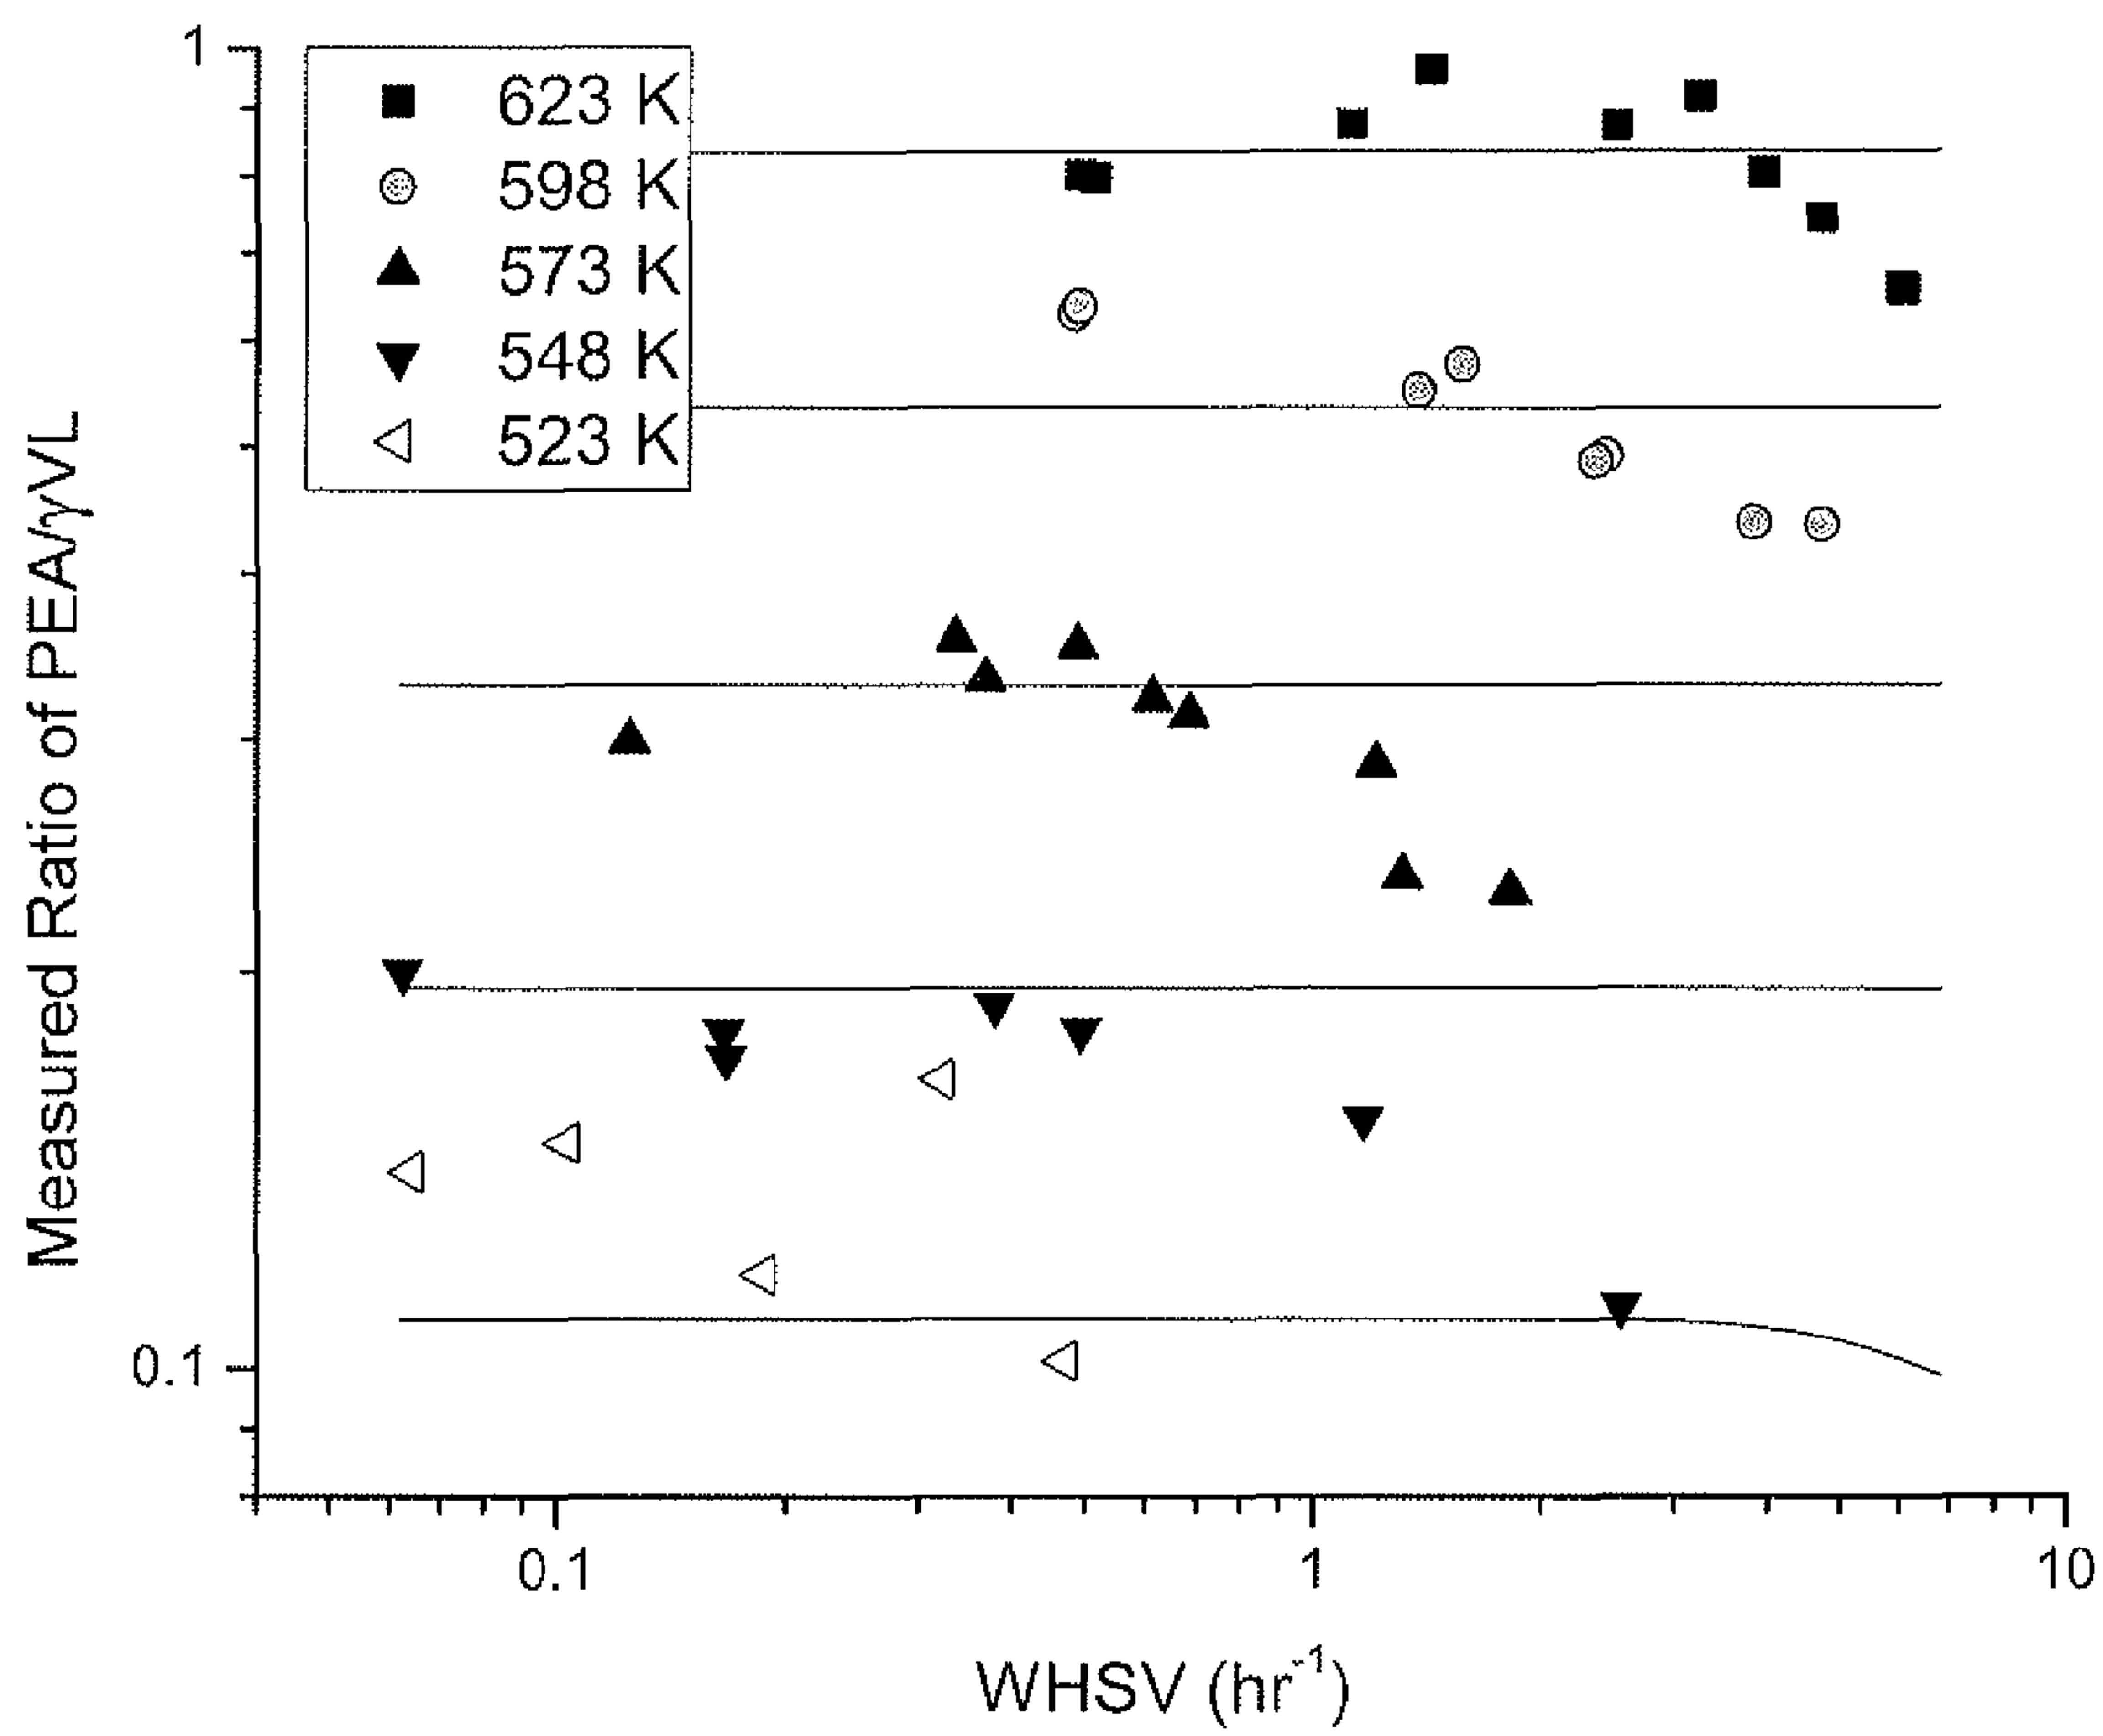 1
623 K
598 K
573 K
548 K
523 K
Measured Ratio of PEA/γVL
0.1
0.1
1
10
WHSV (hr⁻¹)